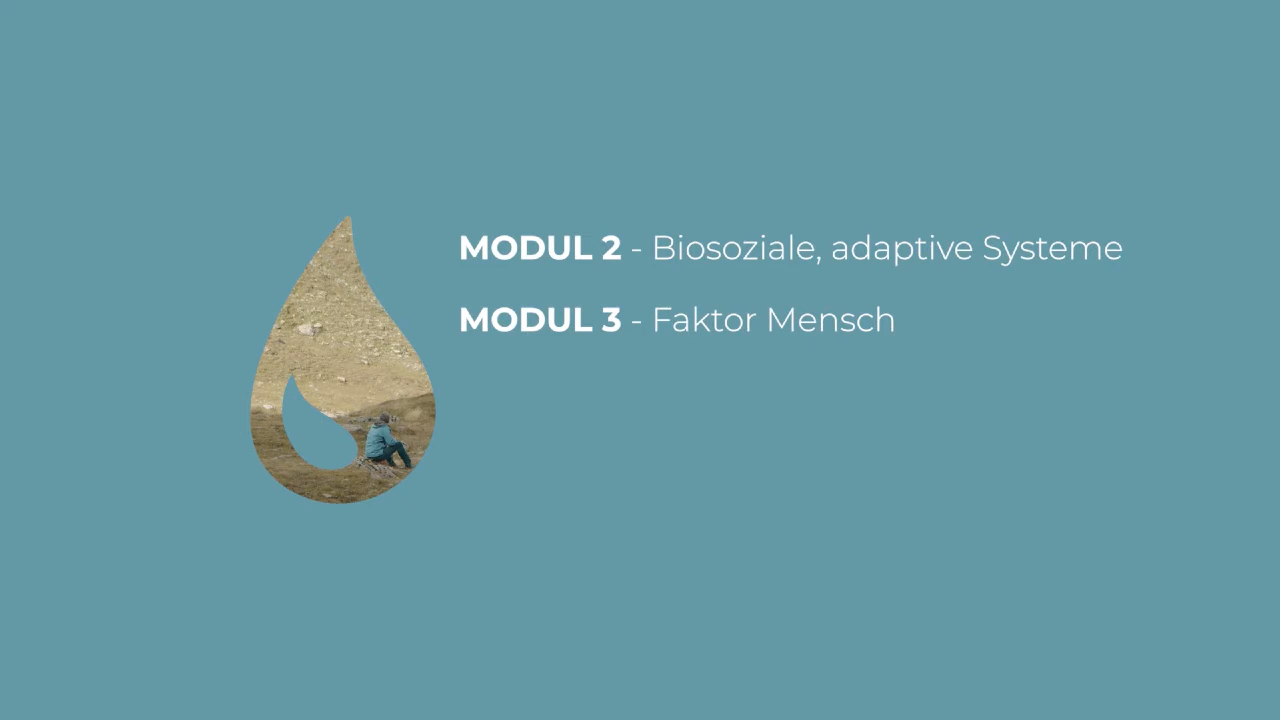 MODUL 2 - Biosoziale, adaptive Systeme
MODUL 3 - Faktor Mensch